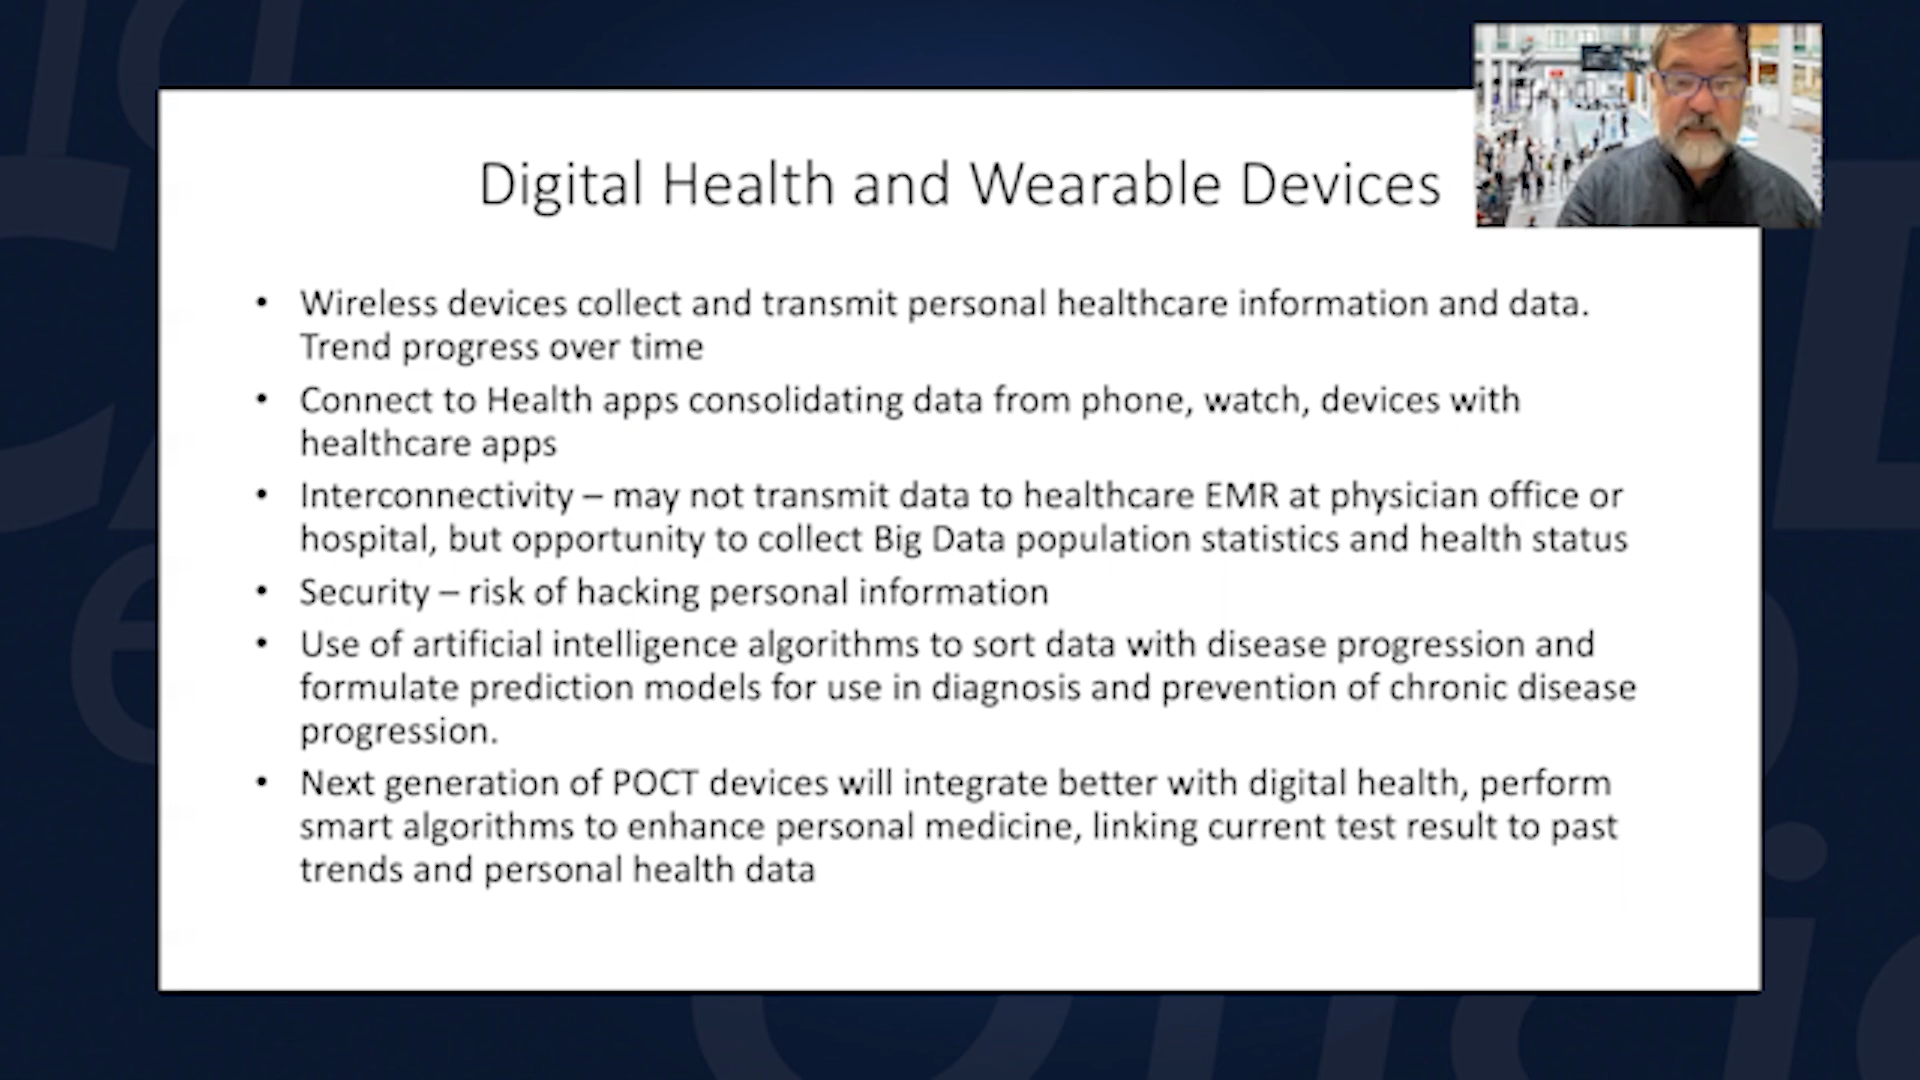 Digital Health and Wearable Devices
• Wireless devices collect and transmit personal healthcare information and data.
Trend progress over time
• Connect to Health apps consolidating data from phone, watch, devices with
healthcare apps
• Interconnectivity – may not transmit data to healthcare EMR at physician office or
hospital, but opportunity to collect Big Data population statistics and health status
• Security – risk of hacking personal information
• Use of artificial intelligence algorithms to sort data with disease progression and
formulate prediction models for use in diagnosis and prevention of chronic disease
progression.
• Next generation of POCT devices will integrate better with digital health, perform
smart algorithms to enhance personal medicine, linking current test result to past
trends and personal health data